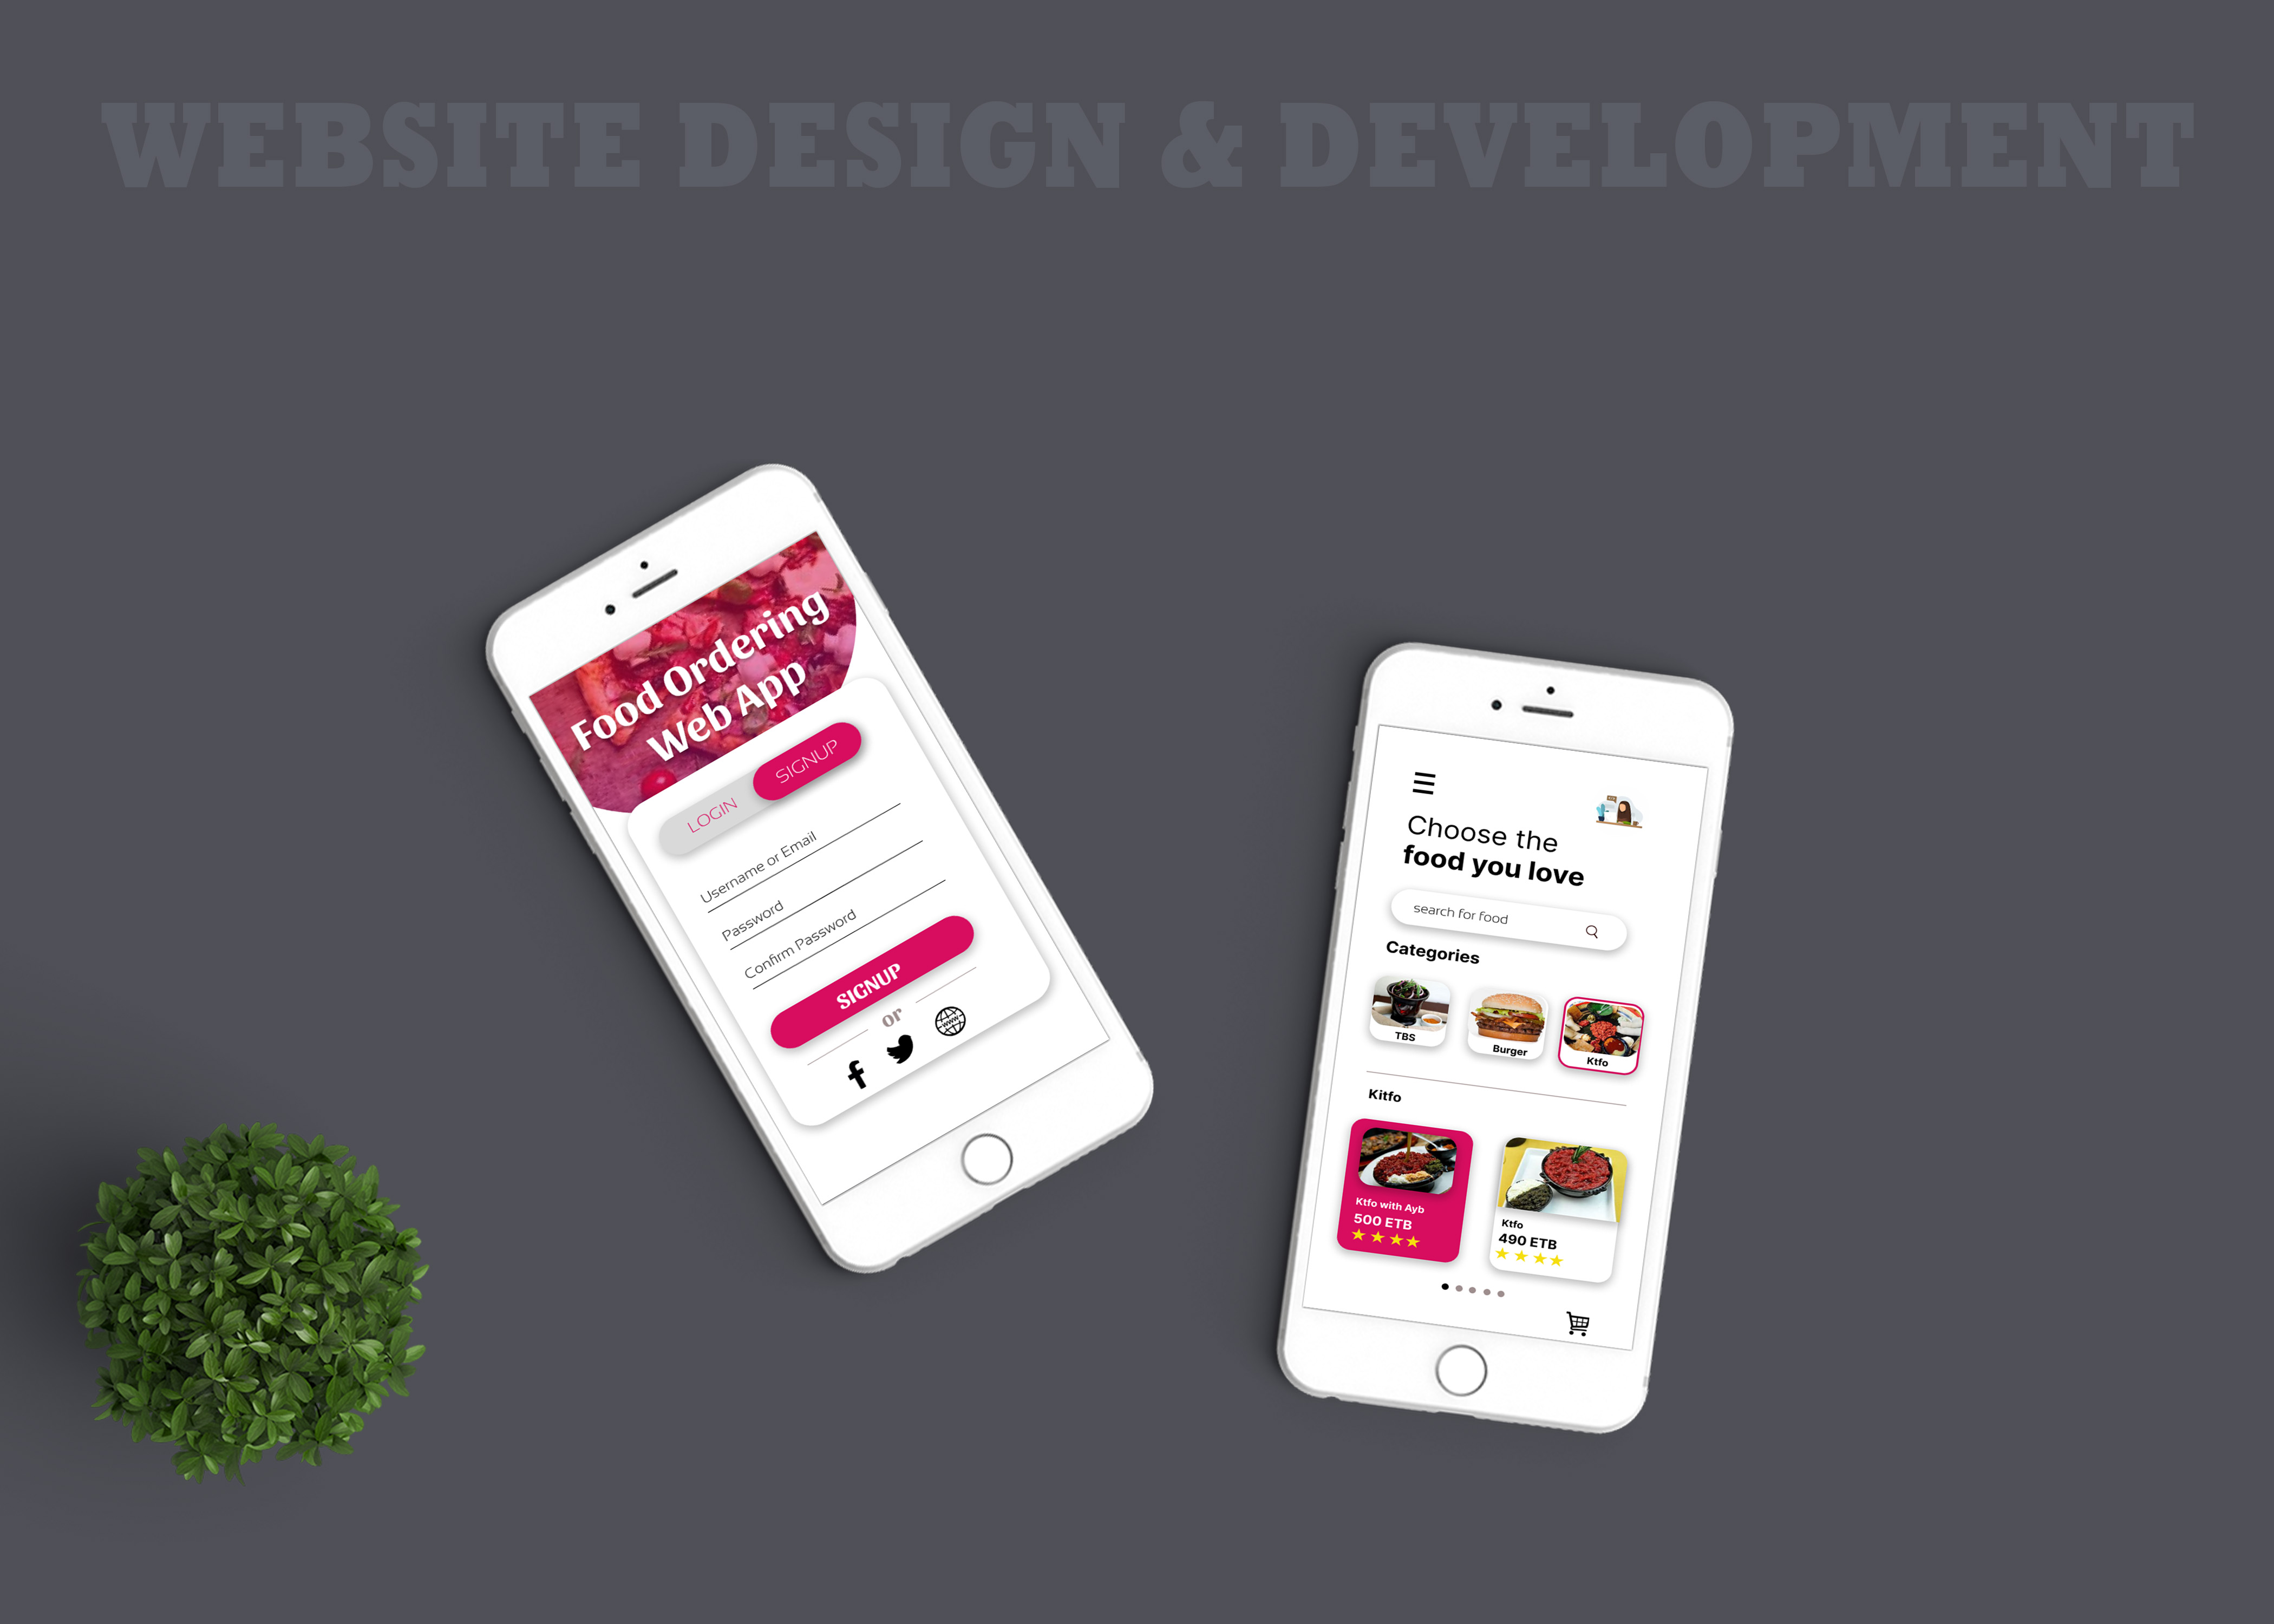 WEBSITE DESIGN & DEVELOPMENT
Food Ordering
Web App
LOGIN
SIGNUP
Username or Email
Password
Confirm Password
SIGNUP
or
www
Choose the
food you love
search for food
Categories
TBS
Burger
Ktfo
Kitfo
Ktfo with Ayb
500 ETB
Ktfo
490 ETB